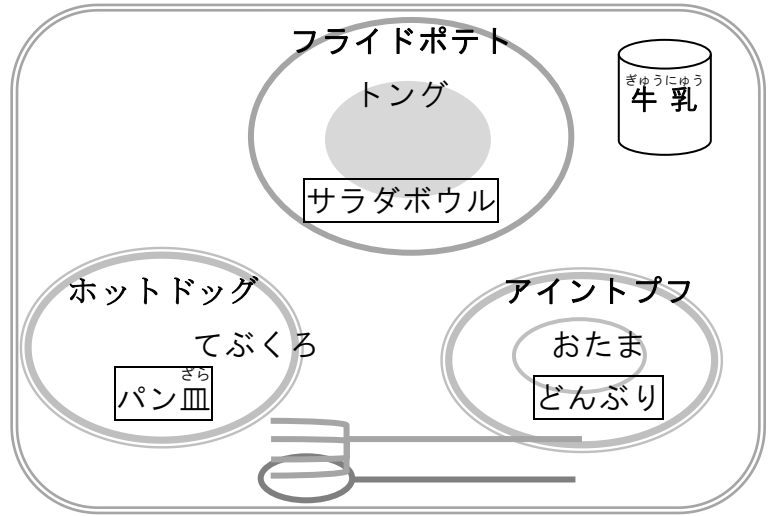 フライドポテト
トング
サラダボウル
ぎゅうにゅう
牛乳
ホットドッグ
てぶくろ
ざら
パン皿
アイントプフ
おたま
どんぶり